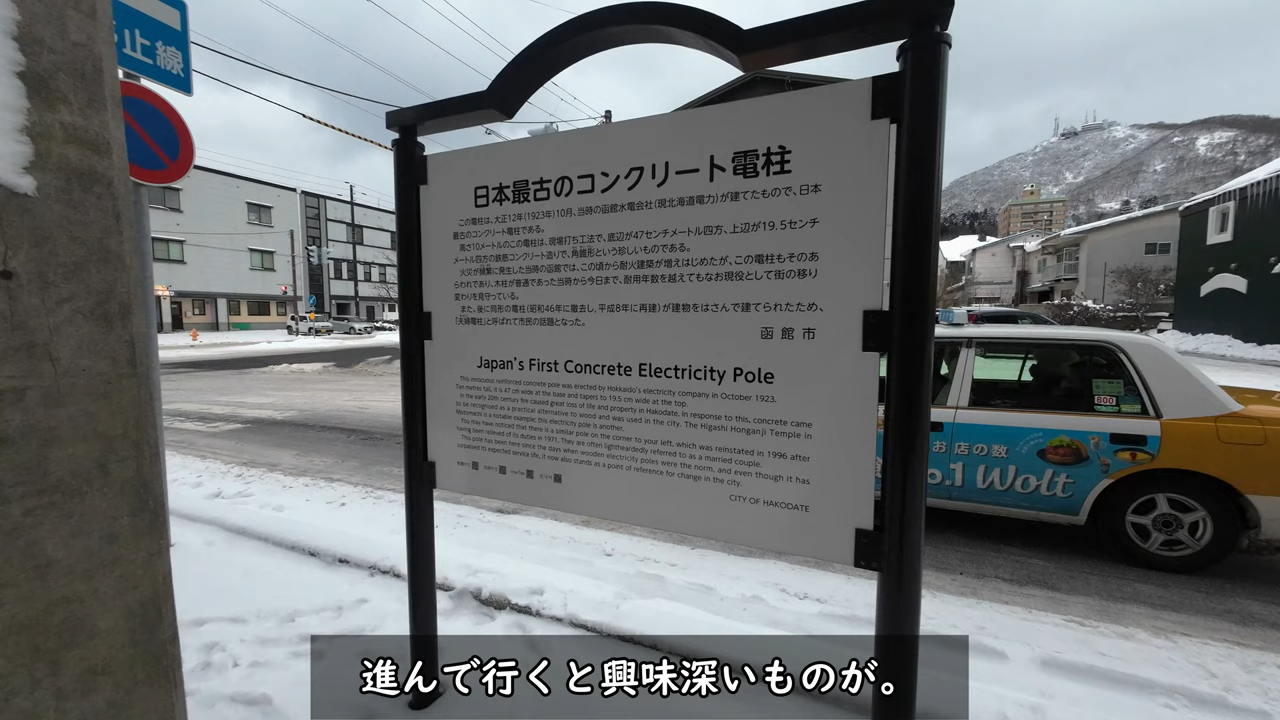 止線
日本最古のコンクリート電柱
この電柱は、大正12年(1923年)10月、当時の函館水電会社(現北海道電力)が建てたもので、日本
最古のコンクリート電柱である。
高さ10メートルのこの電柱は、現場打ち工法で、底辺が47センチメートル四方、上辺が19.5センチ
メートル四方の鉄筋コンクリート造りで、角錐形という珍しいものである。
火災が頻繁に発生した当時の函館では、この頃から耐火建築が増えはじめたが、この電柱もそのあ
られであり、木柱が普通であった当時から今日まで、耐用年数を越えてもなお現役として街の移り
変わりを見守っている。
また、後に同形の電柱(昭和46年に撤去し、平成8年に再建)が建物をはさんで建てられたため、
「夫婦電柱」と呼ばれて市民の話題となった。
函館市
Japan's First Concrete Electricity Pole
This innocuous reinforced concrete pole was erected by Hokkaido's electricity company in October 1923.
Ten metres tall, it is 47 cm wide at the base and tapers to 19.5 cm wide at the top.
In the early 20th century fire caused great loss of life and property in Hakodate. In response to this, concrete came
to be recognised as a practical alternative to wood and was used in the city. The Higashi Honganji Temple in
Motomachi is a notable example; this electricity pole is another.
You may have noticed that there is a similar pole on the corner to your left, which was reinstated in 1996 after
having been relieved of its duties in 1971. They are often lightheartedly referred to as a married couple.
This pole has been here since the days when wooden electricity poles were the norm, and even though it has
surpassed its expected service life, it now also stands as a point of reference for change in the city.
CITY OF HAKODATE
800
お店の数
o.1 Wolt
進んで行くと興味深いものが。